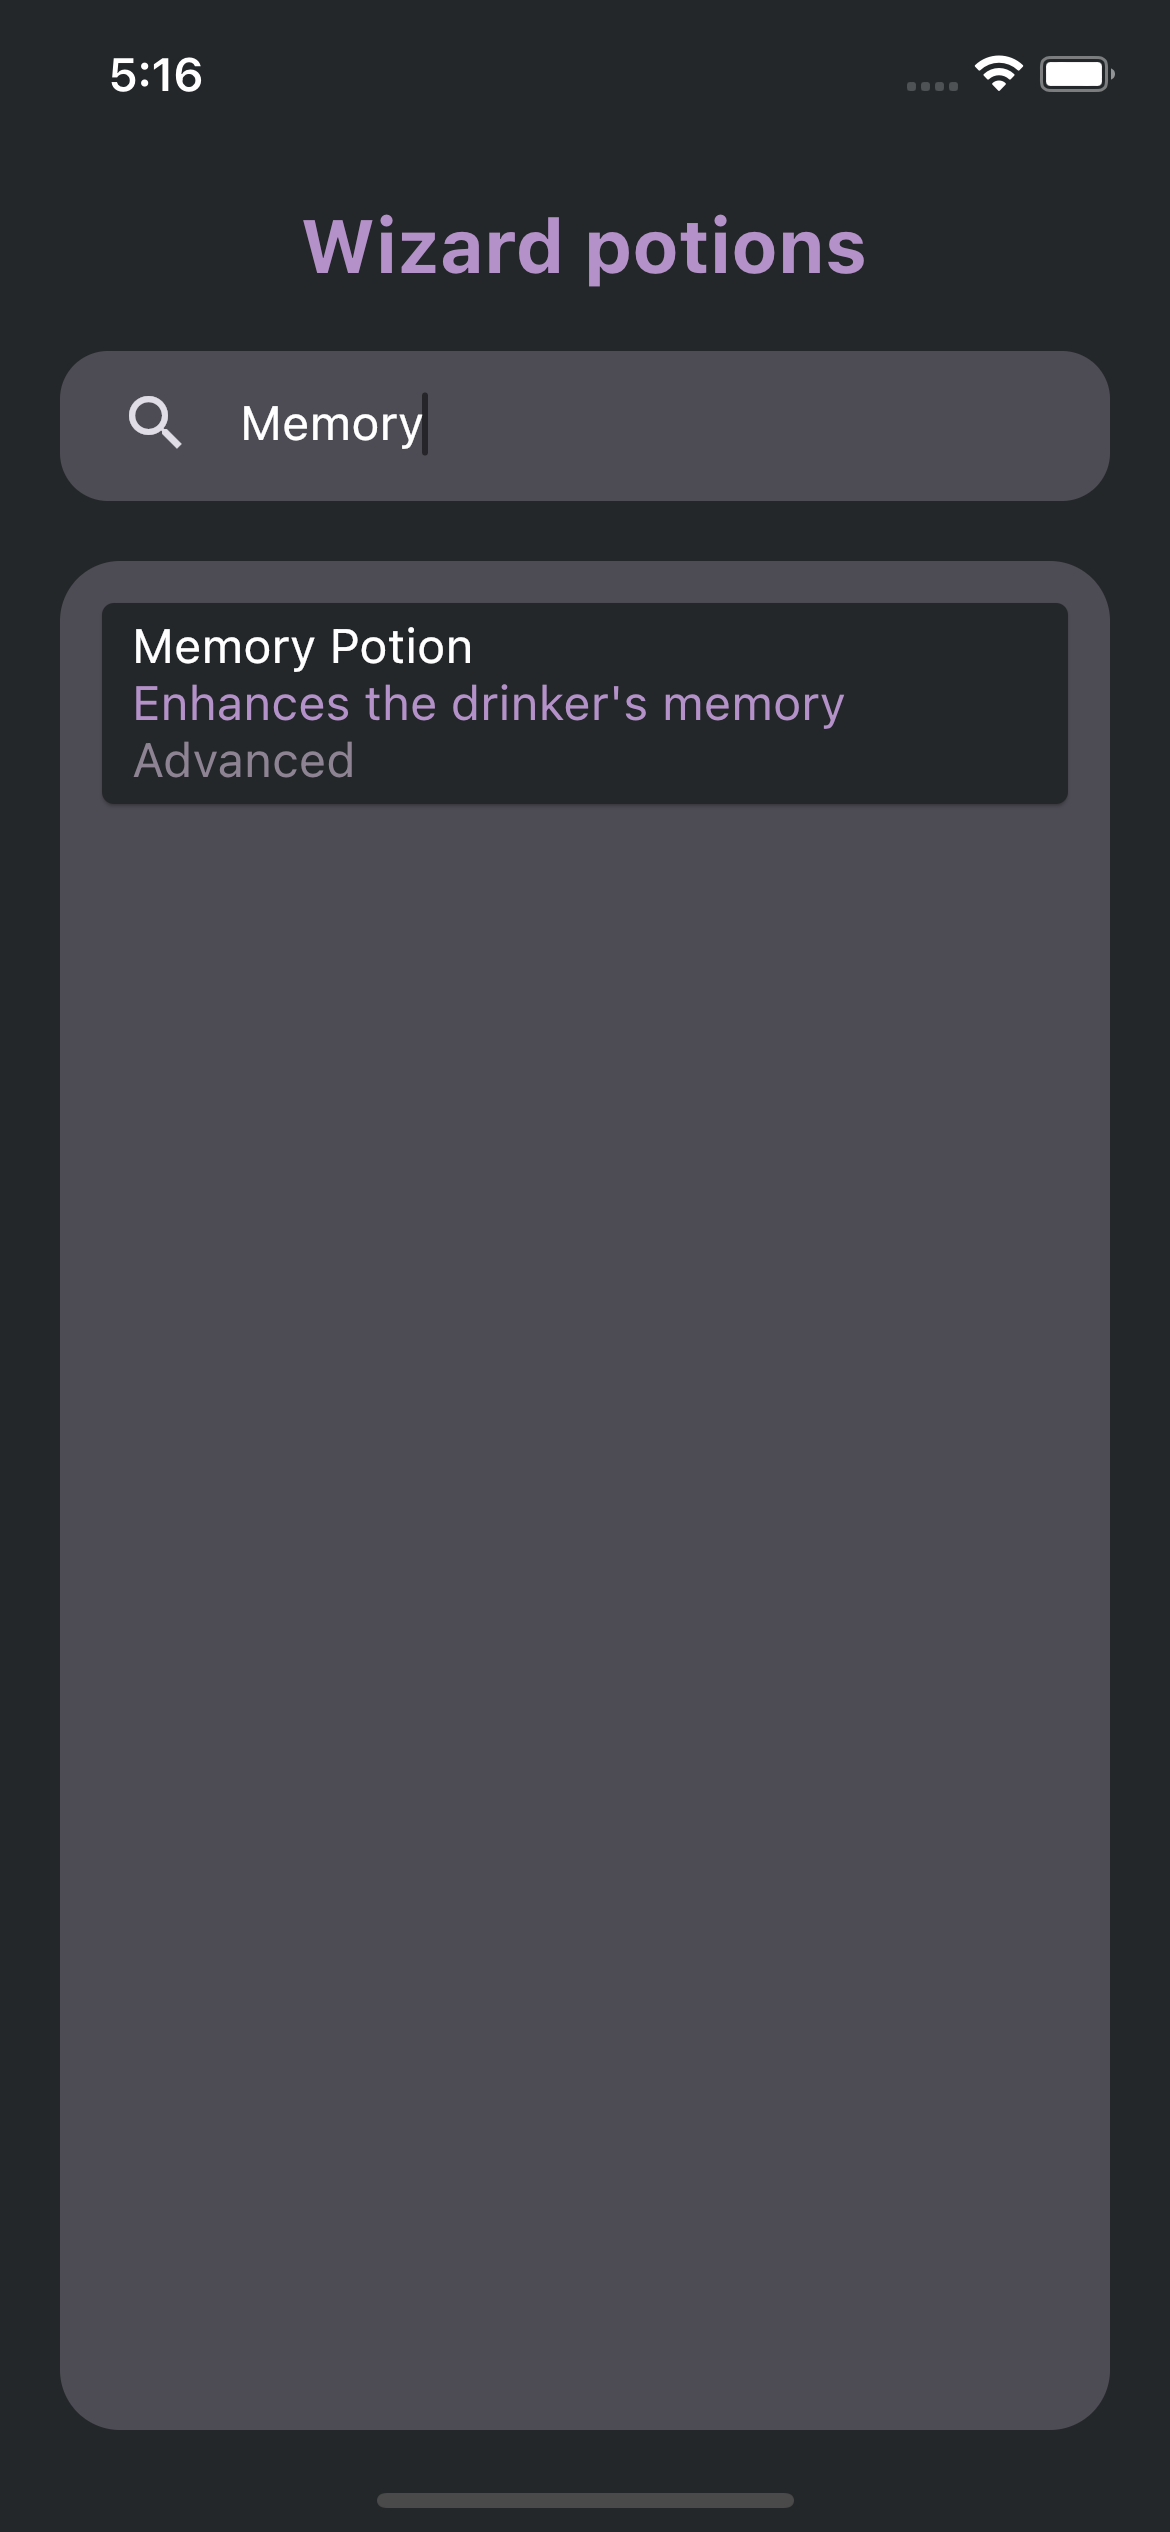 5:16
Wizard potions
Memory
Memory Potion
Enhances the drinker's memory
Advanced